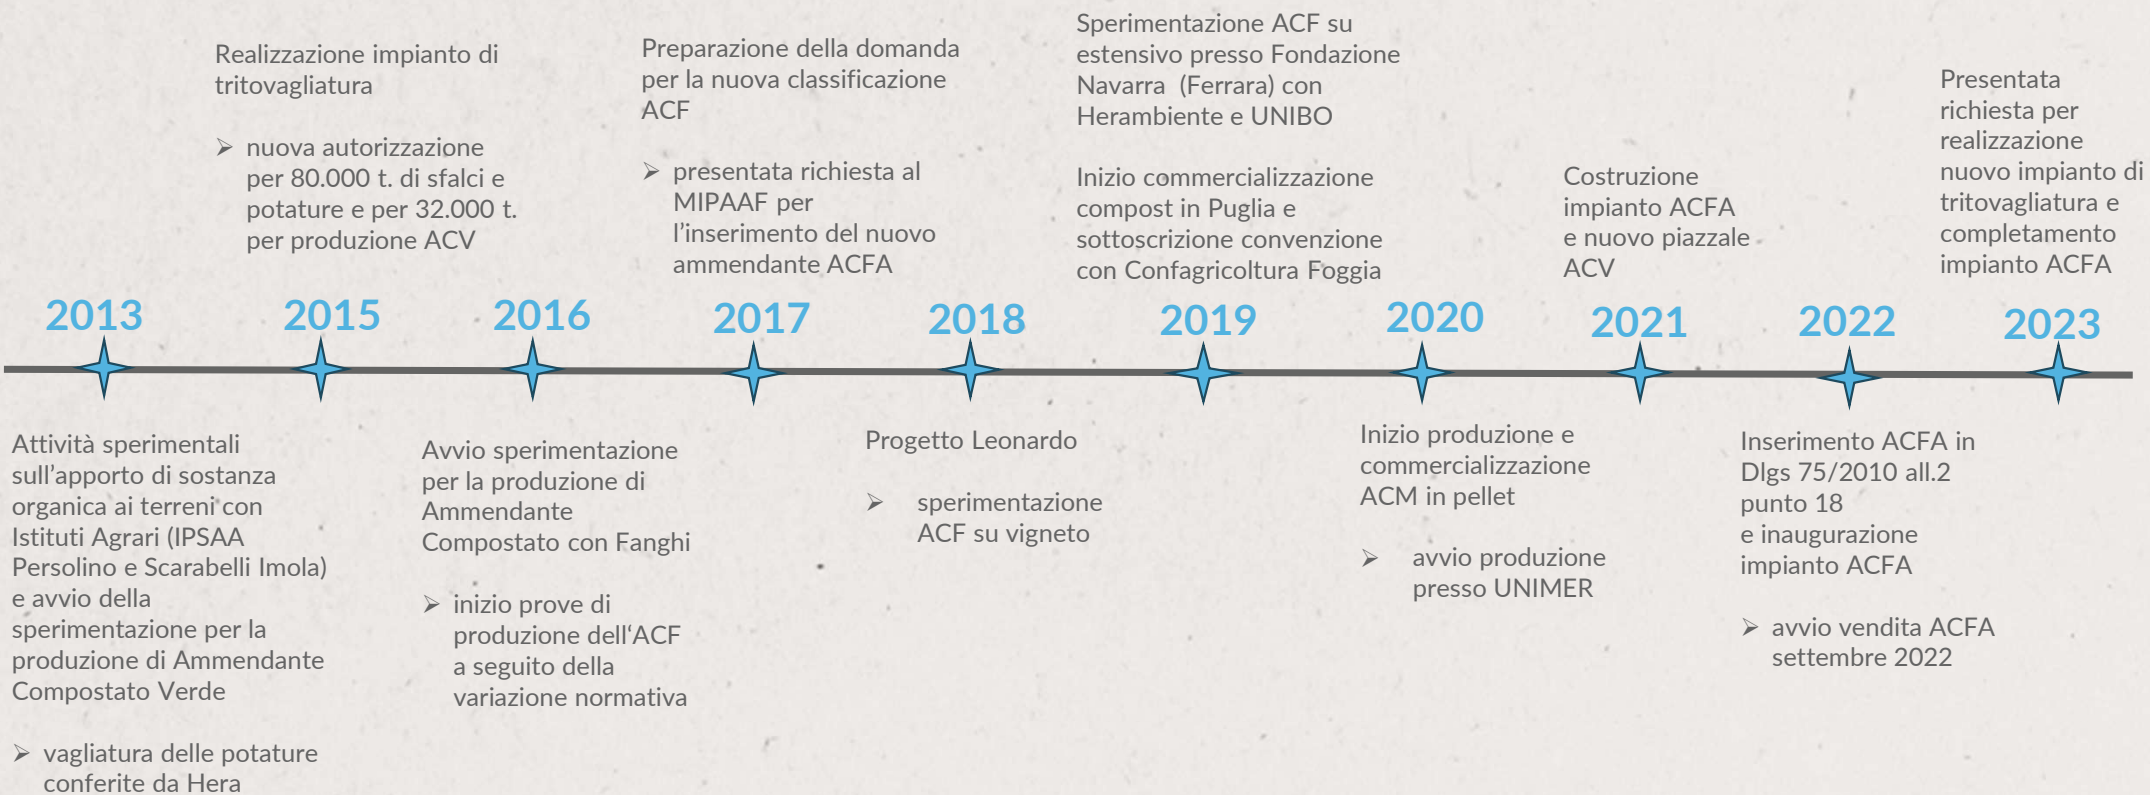 Realizzazione impianto di
tritovagliatura
➢ nuova autorizzazione
per 80.000 t. di sfalci e
potature e per 32.000 t.
per produzione ACV
Preparazione della domanda
per la nuova classificazione
ACF
➢ presentata richiesta al
MIPAAF per
l’inserimento del nuovo
ammendante ACFA
Sperimentazione ACF su
estensivo presso Fondazione
Navarra (Ferrara) con
Herambiente e UNIBO
Inizio commercializzazione
compost in Puglia e
sottoscrizione convenzione
con Confagricoltura Foggia
Costruzione
impianto ACFA
e nuovo piazzale
ACV
Presentata
richiesta per
realizzazione
nuovo impianto di
tritovagliatura e
completamento
impianto ACFA
2013 2015 2016 2017 2018 2019 2020 2021 2022 2023
Attività sperimentali
sull’apporto di sostanza
organica ai terreni con
Istituti Agrari (IPSAA
Persolino e Scarabelli Imola)
e avvio della
sperimentazione per la
produzione di Ammendante
Compostato Verde
➢ vagliatura delle potature
conferite da Hera
Avvio sperimentazione
per la produzione di
Ammendante
Compostato con Fanghi
➢ inizio prove di
produzione dell‘ACF
a seguito della
variazione normativa
Progetto Leonardo
➢ sperimentazione
ACF su vigneto
Inizio produzione e
commercializzazione
ACM in pellet
➢ avvio produzione
presso UNIMER
Inserimento ACFA in
Dlgs 75/2010 all.2
punto 18
e inaugurazione
impianto ACFA
➢ avvio vendita ACFA
settembre 2022